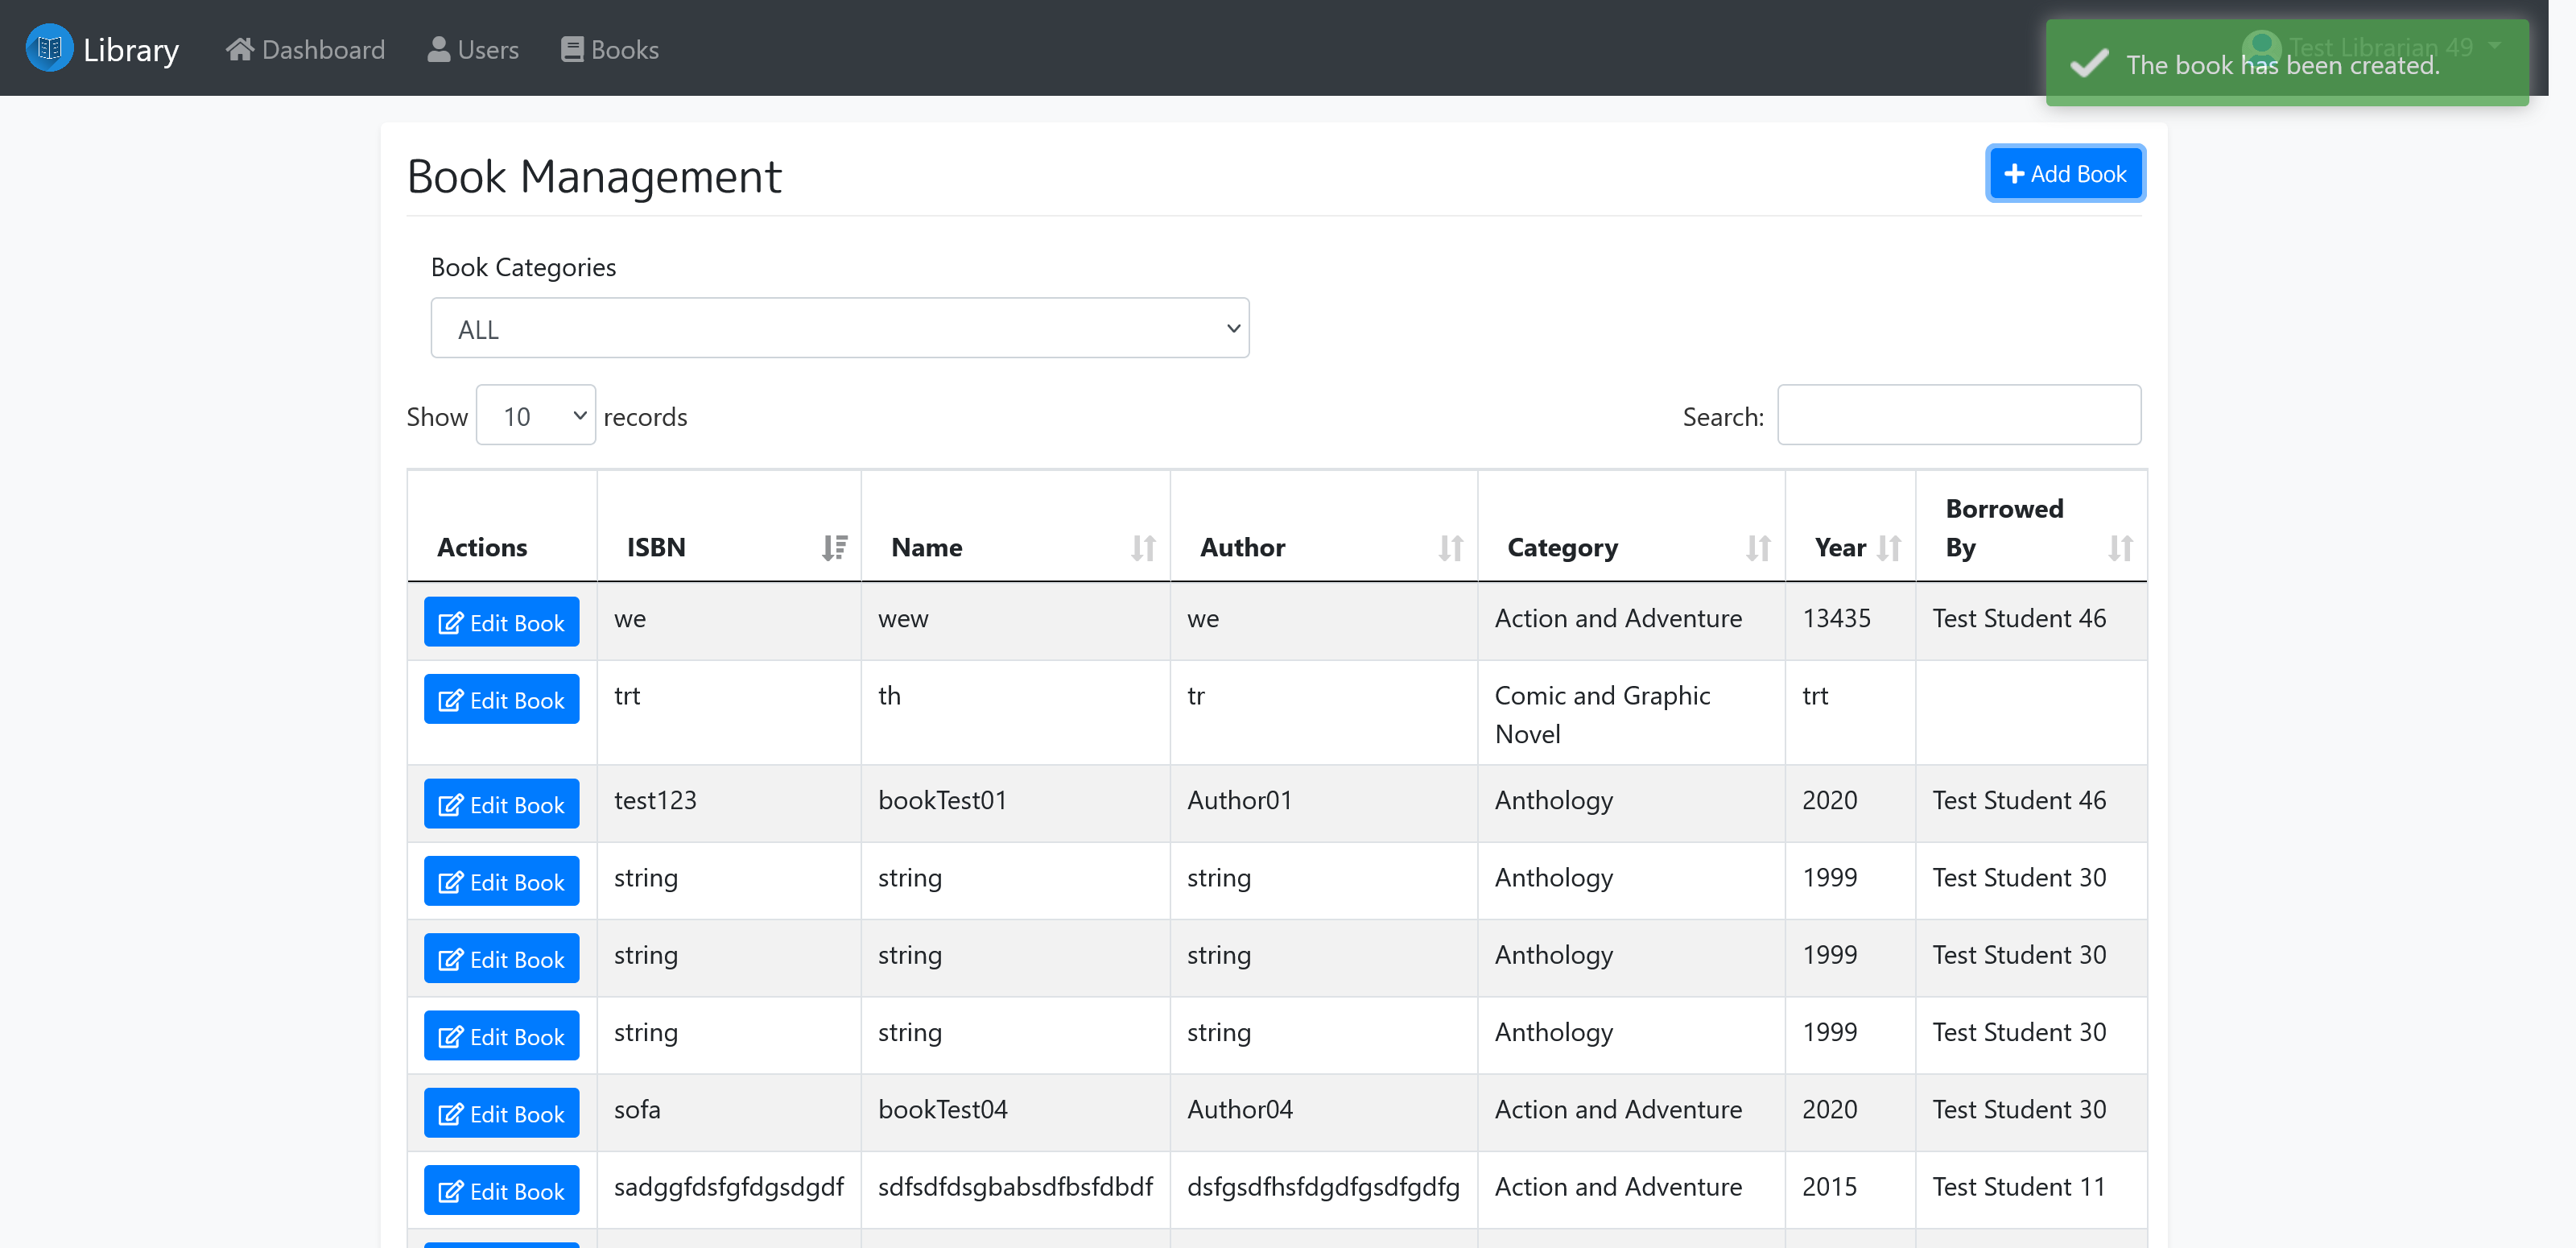 Library Dashboard Users Books Test Librarian 49
The book has been created.
Book Management + Add Book
Book Categories
ALL
Show 10 records Search:
Actions ISBN Name Author Category Year Borrowed By
Edit Book we wew we Action and Adventure 13435 Test Student 46
Edit Book trt th tr Comic and Graphic Novel trt
Edit Book test123 bookTest01 Author01 Anthology 2020 Test Student 46
Edit Book string string string Anthology 1999 Test Student 30
Edit Book string string string Anthology 1999 Test Student 30
Edit Book string string string Anthology 1999 Test Student 30
Edit Book sofa bookTest04 Author04 Action and Adventure 2020 Test Student 30
Edit Book sadggfdsfgfdgsdgdf sdfsdfdsgbabsdfbsfdbdf dsfgsdfhsfdgdfgsdfgdfg Action and Adventure 2015 Test Student 11